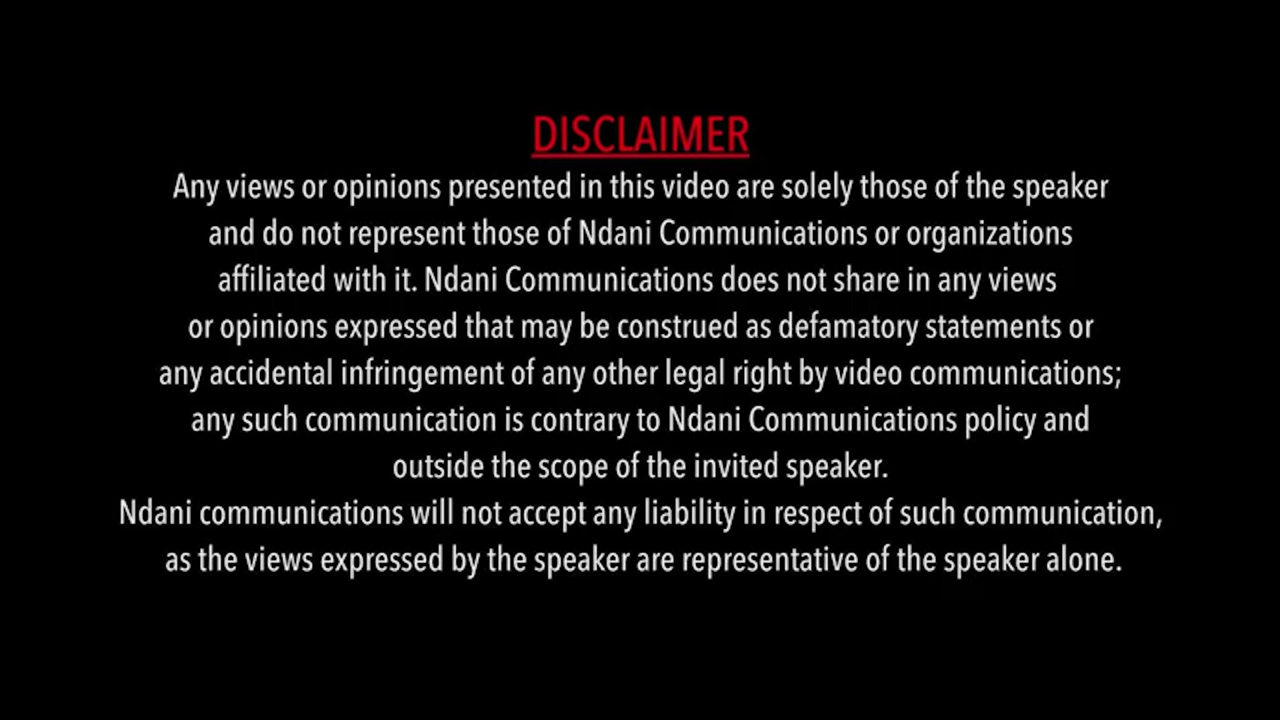 DISCLAIMER
Any views or opinions presented in this video are solely those of the speaker
and do not represent those of Ndani Communications or organizations
affiliated with it. Ndani Communications does not share in any views
or opinions expressed that may be construed as defamatory statements or
any accidental infringement of any other legal right by video communications;
any such communication is contrary to Ndani Communications policy and
outside the scope of the invited speaker.
Ndani communications will not accept any liability in respect of such communication,
as the views expressed by the speaker are representative of the speaker alone.